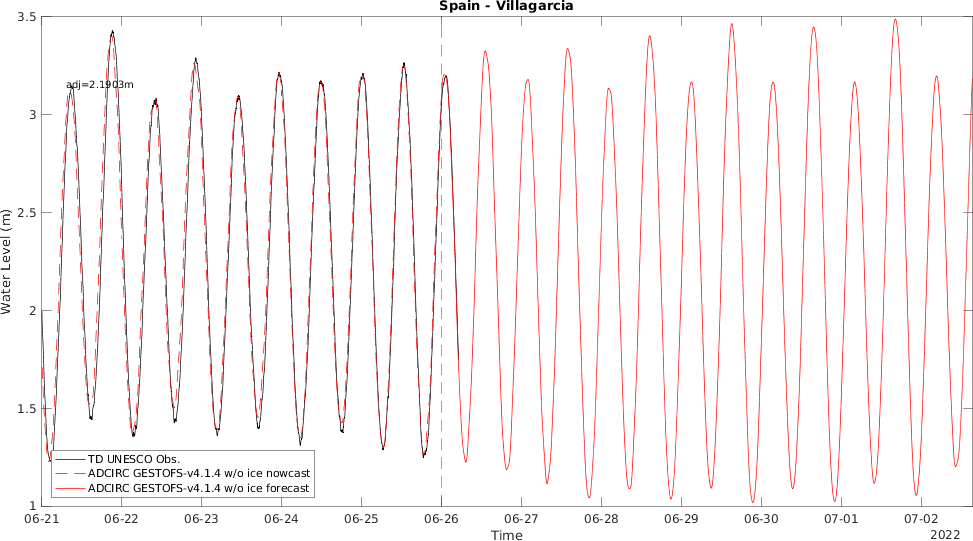 Spain - Villagarcia
3.5
adj=2.1903m
3
2.5
Water Level (m)
2
1.5
TD UNESCO Obs.
ADCIRC GESTOFS-v4.1.4 w/o ice nowcast
ADCIRC GESTOFS-v4.1.4 w/o ice forecast
1
06-21 06-22 06-23 06-24 06-25 06-26 06-27 06-28 06-29 06-30 07-01 07-02
Time
2022